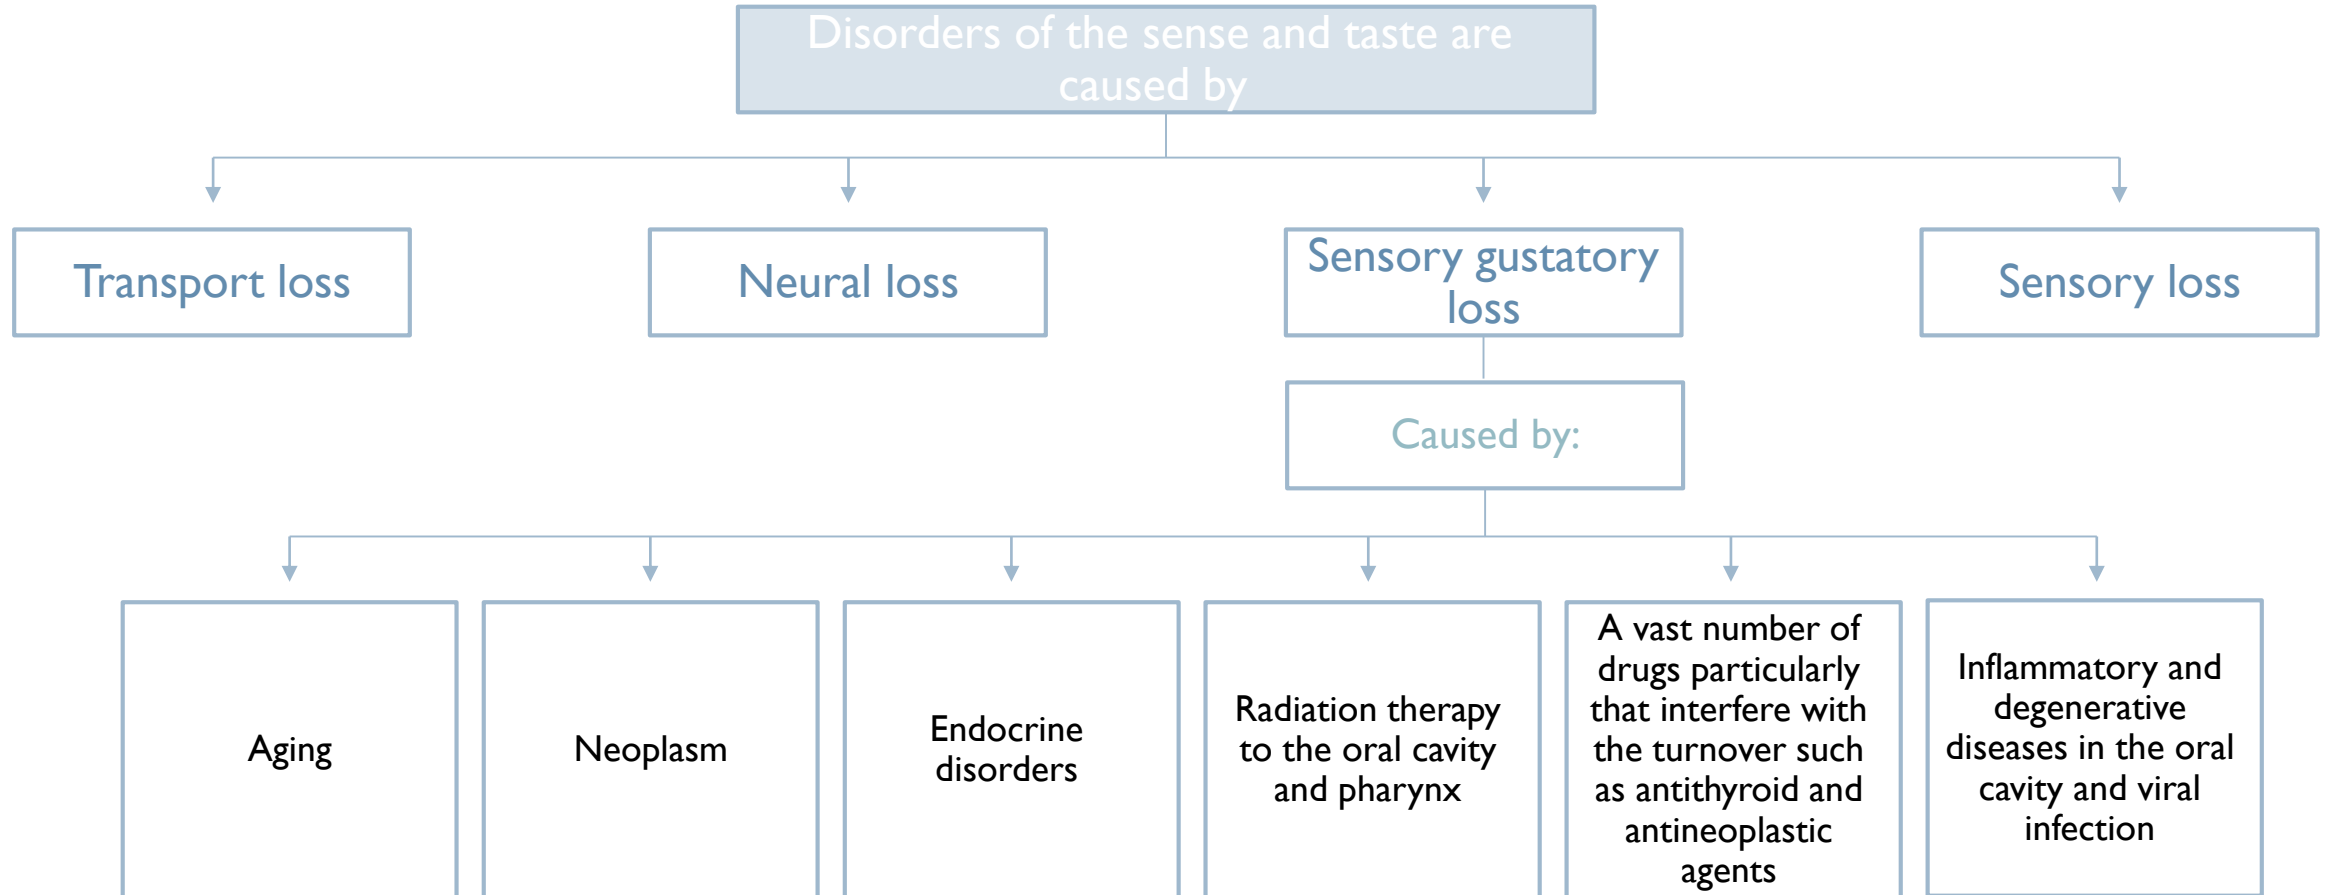 Disorders of the sense and taste are
caused by
Transport loss
Neural loss
Sensory gustatory
loss
Sensory loss
Caused by:
Aging
Neoplasm
Endocrine
disorders
Radiation therapy
to the oral cavity
and pharynx
A vast number of
drugs particularly
that interfere with
the turnover such
as antithyroid and
antineoplastic
agents
Inflammatory and
degenerative
diseases in the oral
cavity and viral
infection